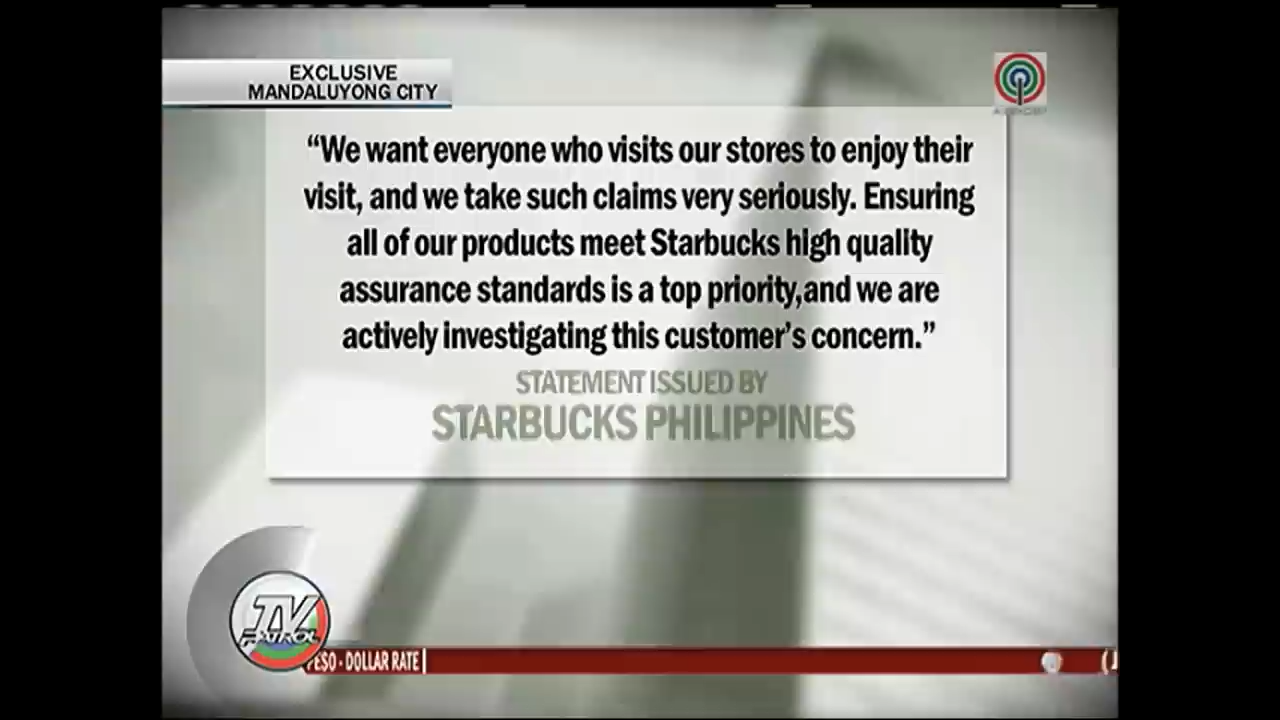 EXCLUSIVE
MANDALUYONG CITY
“We want everyone who visits our stores to enjoy their
visit, and we take such claims very seriously. Ensuring
all of our products meet Starbucks high quality
assurance standards is a top priority,and we are
actively investigating this customer’s concern.”
STATEMENT ISSUED BY
STARBUCKS PHILIPPINES
TV
PATROL
PESO - DOLLAR RATE